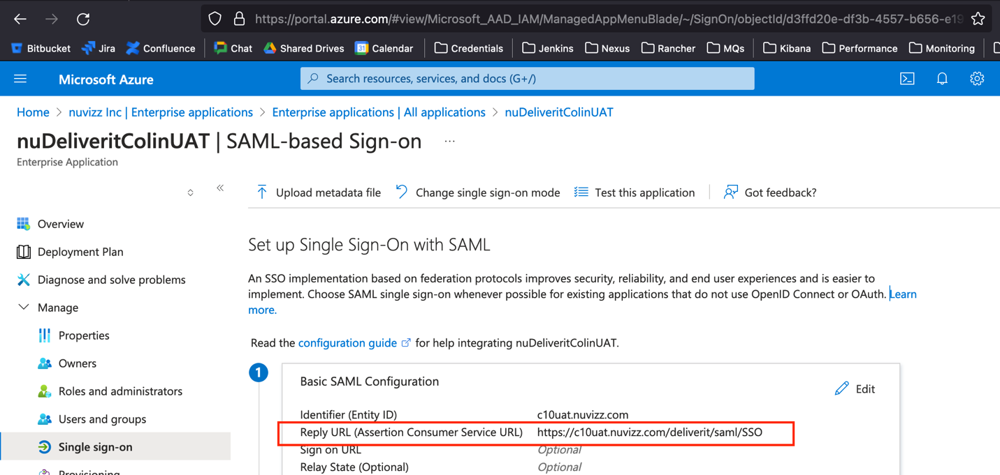 https://portal.azure.com/#view/Microsoft_AAD_IAM/ManagedAppMenuBlade/~/SignOn/objectId/d3ffd20e-df3b-4557-b656-e19
Bitbucket Jira Confluence Chat Shared Drives 31 Calendar Credentials Jenkins Nexus Rancher MQs Kibana Performance Monitoring
Microsoft Azure Search resources, services, and docs (G+/)
Home > nuvizz Inc | Enterprise applications > Enterprise applications | All applications > nuDeliveritColinUAT
nuDeliveritColinUAT | SAML-based Sign-on ...
Enterprise Application
Upload metadata file Change single sign-on mode Test this application Got feedback?
Overview
Deployment Plan
Diagnose and solve problems
Manage
Properties
Owners
Roles and administrators
Users and groups
Single sign-on
Provisioning
Set up Single Sign-On with SAML
An SSO implementation based on federation protocols improves security, reliability, and end user experiences and is easier to
implement. Choose SAML single sign-on whenever possible for existing applications that do not use OpenID Connect or OAuth. Learn
more.
Read the configuration guide for help integrating nuDeliveritColinUAT.
1
Basic SAML Configuration
Edit
Identifier (Entity ID) c10uat.nuvizz.com
Reply URL (Assertion Consumer Service URL) https://c10uat.nuvizz.com/deliverit/saml/SSO
Sign on URL Optional
Relay State (Optional) Optional